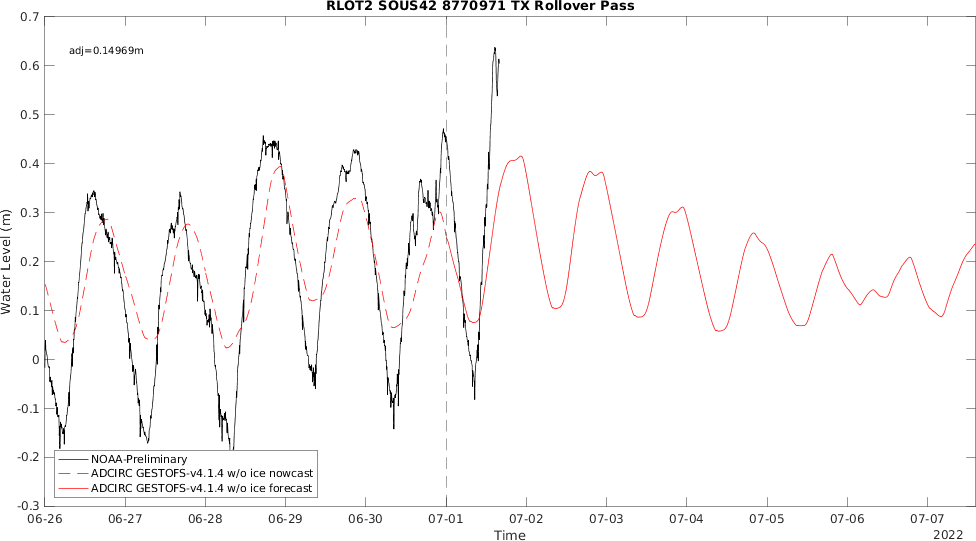 RLOT2 SOUS42 8770971 TX Rollover Pass
adj=0.14969m
Water Level (m)
0.7
0.6
0.5
0.4
0.3
0.2
0.1
0
-0.1
-0.2
-0.3
NOAA-Preliminary
ADCIRC GESTOFS-v4.1.4 w/o ice nowcast
ADCIRC GESTOFS-v4.1.4 w/o ice forecast
06-26 06-27 06-28 06-29 06-30 07-01 07-02 07-03 07-04 07-05 07-06 07-07
Time
2022